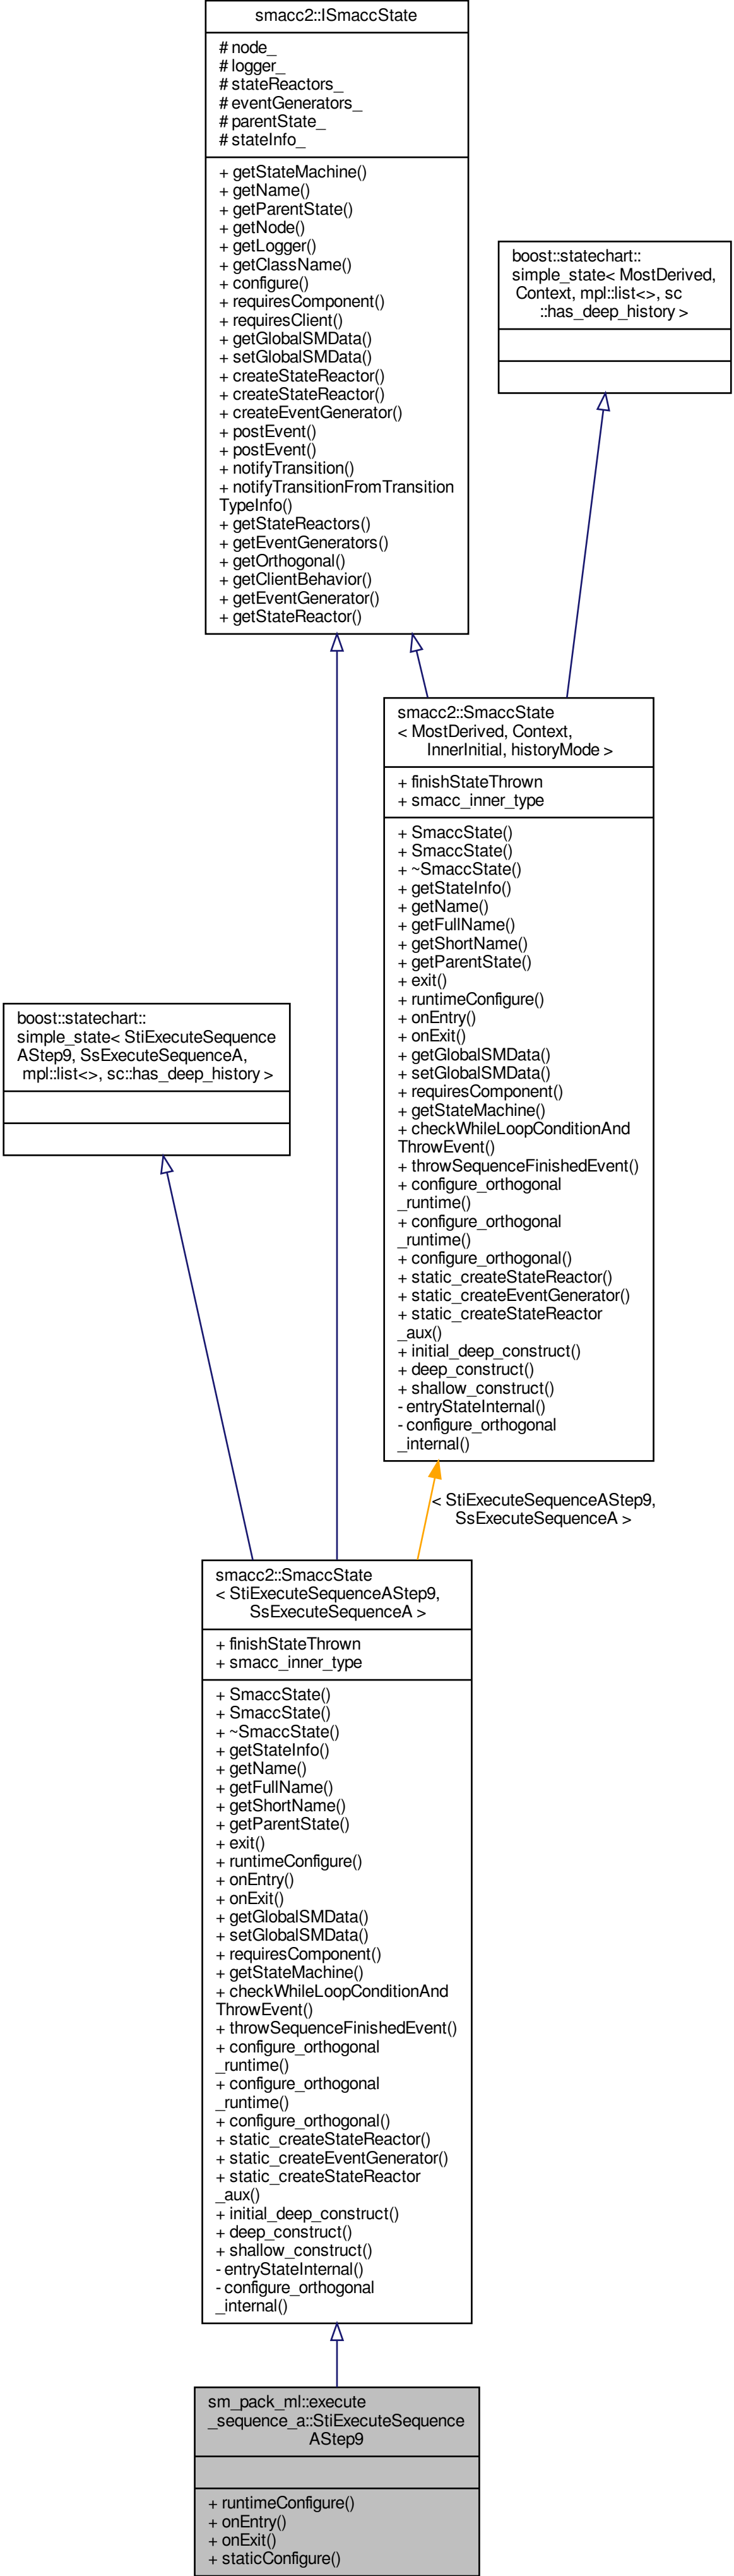 smacc2::ISmaccState
# node_
# logger_
# stateReactors_
# eventGenerators_
# parentState_
# stateInfo_
+ getStateMachine()
+ getName()
+ getParentState()
+ getNode()
+ getLogger()
+ getClassName()
+ configure()
+ requiresComponent()
+ requiresClient()
+ getGlobalSMData()
+ setGlobalSMData()
+ createStateReactor()
+ createStateReactor()
+ createEventGenerator()
+ postEvent()
+ postEvent()
+ notifyTransition()
+ notifyTransitionFromTransition
TypeInfo()
+ getStateReactors()
+ getEventGenerators()
+ getOrthogonal()
+ getClientBehavior()
+ getEventGenerator()
+ getStateReactor()
boost::statechart::
simple_state< MostDerived,
Context, mpl::list<>, sc
::has_deep_history >
smacc2::SmaccState
< MostDerived, Context,
InnerInitial, historyMode >
+ finishStateThrown
+ smacc_inner_type
+ SmaccState()
+ SmaccState()
+ ~SmaccState()
+ getStateInfo()
+ getName()
+ getFullName()
+ getShortName()
+ getParentState()
+ exit()
+ runtimeConfigure()
+ onEntry()
+ onExit()
+ getGlobalSMData()
+ setGlobalSMData()
+ requiresComponent()
+ getStateMachine()
+ checkWhileLoopConditionAnd
ThrowEvent()
+ throwSequenceFinishedEvent()
+ configure_orthogonal
_runtime()
+ configure_orthogonal
_runtime()
+ configure_orthogonal()
+ static_createStateReactor()
+ static_createEventGenerator()
+ static_createStateReactor
_aux()
+ initial_deep_construct()
+ deep_construct()
+ shallow_construct()
- entryStateInternal()
- configure_orthogonal
_internal()
boost::statechart::
simple_state< StiExecuteSequence
AStep9, SsExecuteSequenceA,
mpl::list<>, sc::has_deep_history >
< StiExecuteSequenceAStep9,
SsExecuteSequenceA >
smacc2::SmaccState
< StiExecuteSequenceAStep9,
SsExecuteSequenceA >
+ finishStateThrown
+ smacc_inner_type
+ SmaccState()
+ SmaccState()
+ ~SmaccState()
+ getStateInfo()
+ getName()
+ getFullName()
+ getShortName()
+ getParentState()
+ exit()
+ runtimeConfigure()
+ onEntry()
+ onExit()
+ getGlobalSMData()
+ setGlobalSMData()
+ requiresComponent()
+ getStateMachine()
+ checkWhileLoopConditionAnd
ThrowEvent()
+ throwSequenceFinishedEvent()
+ configure_orthogonal
_runtime()
+ configure_orthogonal
_runtime()
+ configure_orthogonal()
+ static_createStateReactor()
+ static_createEventGenerator()
+ static_createStateReactor
_aux()
+ initial_deep_construct()
+ deep_construct()
+ shallow_construct()
- entryStateInternal()
- configure_orthogonal
_internal()
sm_pack_ml::execute
_sequence_a::StiExecuteSequence
AStep9
+ runtimeConfigure()
+ onEntry()
+ onExit()
+ staticConfigure()